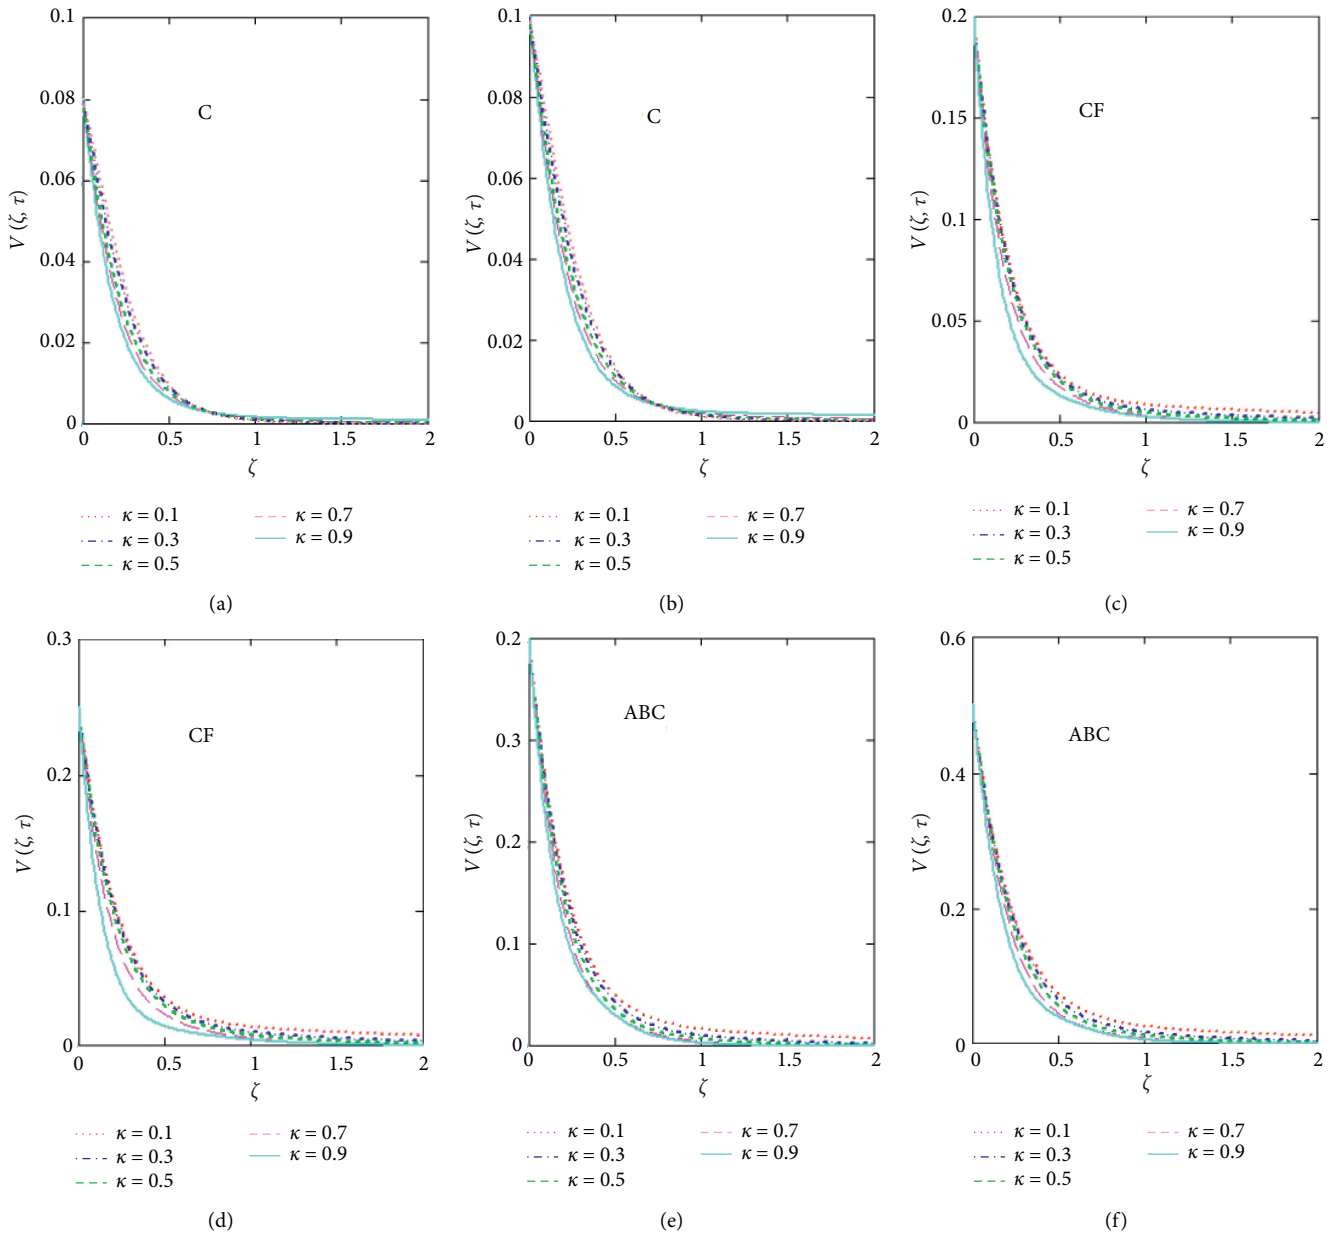 0.1
0.08
0.06
0.04
0.02
0
V (ζ, τ)
C
0 0.5 1 1.5 2
ζ
κ = 0.1
κ = 0.3
κ = 0.5
κ = 0.7
κ = 0.9
(a)
0.1
0.08
0.06
0.04
0.02
0
V (ζ, τ)
C
0 0.5 1 1.5 2
ζ
κ = 0.1
κ = 0.3
κ = 0.5
κ = 0.7
κ = 0.9
(b)
0.2
0.15
0.1
0.05
0
V (ζ, τ)
CF
0 0.5 1 1.5 2
ζ
κ = 0.1
κ = 0.3
κ = 0.5
κ = 0.7
κ = 0.9
(c)
0.3
0.2
0.1
0
V (ζ, τ)
CF
0 0.5 1 1.5 2
ζ
κ = 0.1
κ = 0.3
κ = 0.5
κ = 0.7
κ = 0.9
(d)
0.2
0.3
0.2
0.1
0
V (ζ, τ)
ABC
0 0.5 1 1.5 2
ζ
κ = 0.1
κ = 0.3
κ = 0.5
κ = 0.7
κ = 0.9
(e)
0.6
0.4
0.2
0
V (ζ, τ)
ABC
0 0.5 1 1.5 2
ζ
κ = 0.1
κ = 0.3
κ = 0.5
κ = 0.7
κ = 0.9
(f)